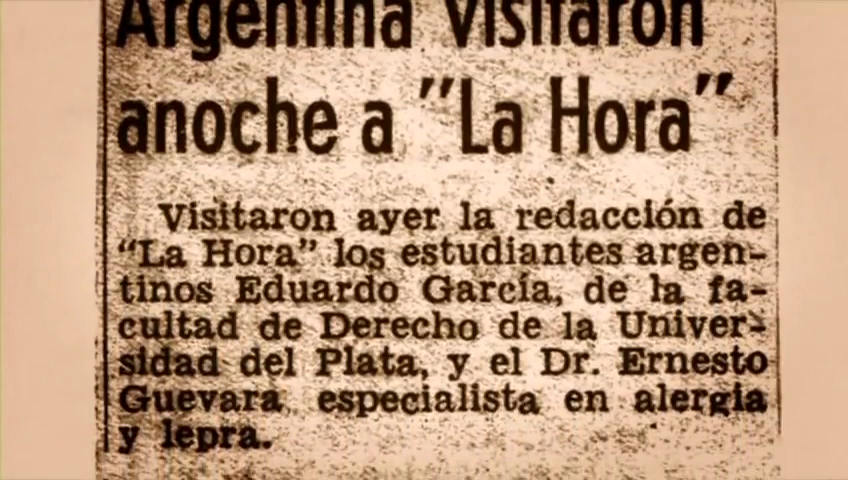 Argentina visitaron
anoche a "La Hora"
Visitaron ayer la redacción de
"La Hora" los estudiantes argen-
tinos Eduardo García, de la fa-
cultad de Derecho de la Univer-
sidad del Plata, y el Dr. Ernesto
Guevara especialista en alergia
y lepra.